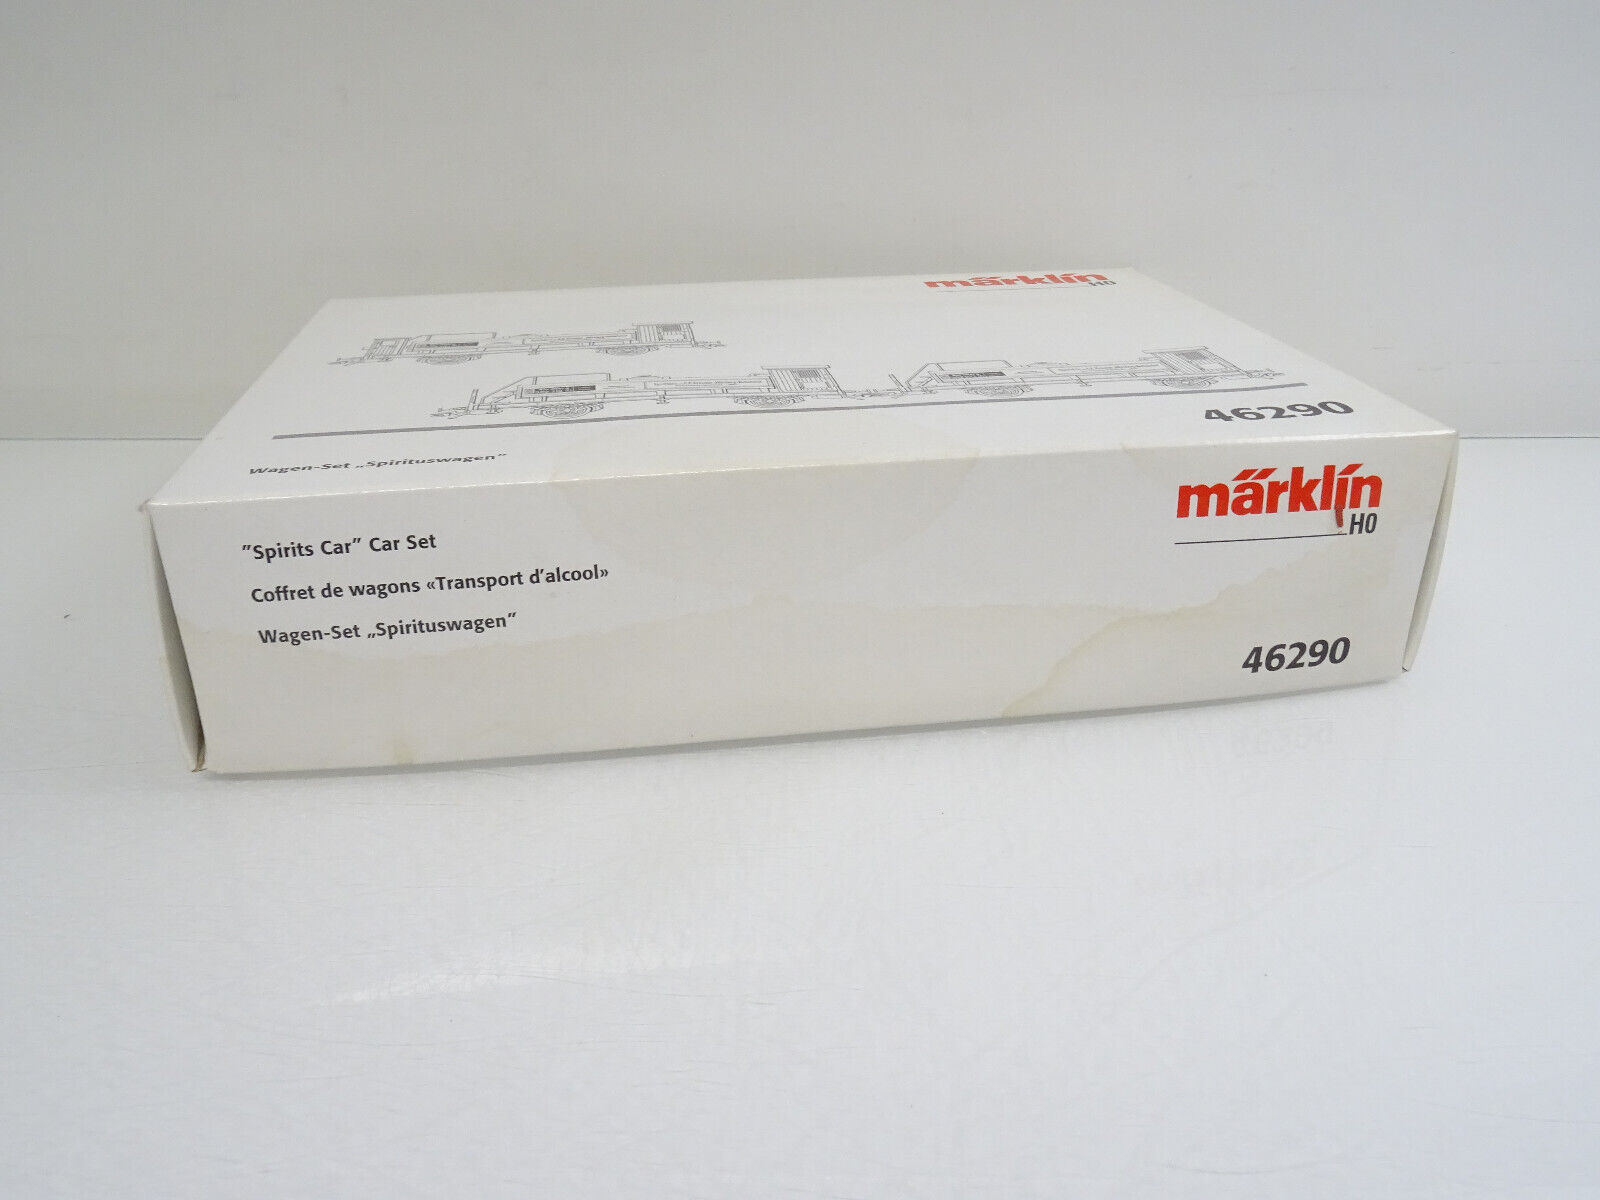 märklin
H0
46290
Wagen-Set „Spirituswagen”
"Spirits Car” Car Set
Coffret de wagons «Transport d’alcool»
Wagen-Set „Spirituswagen”
märklin
H0
46290